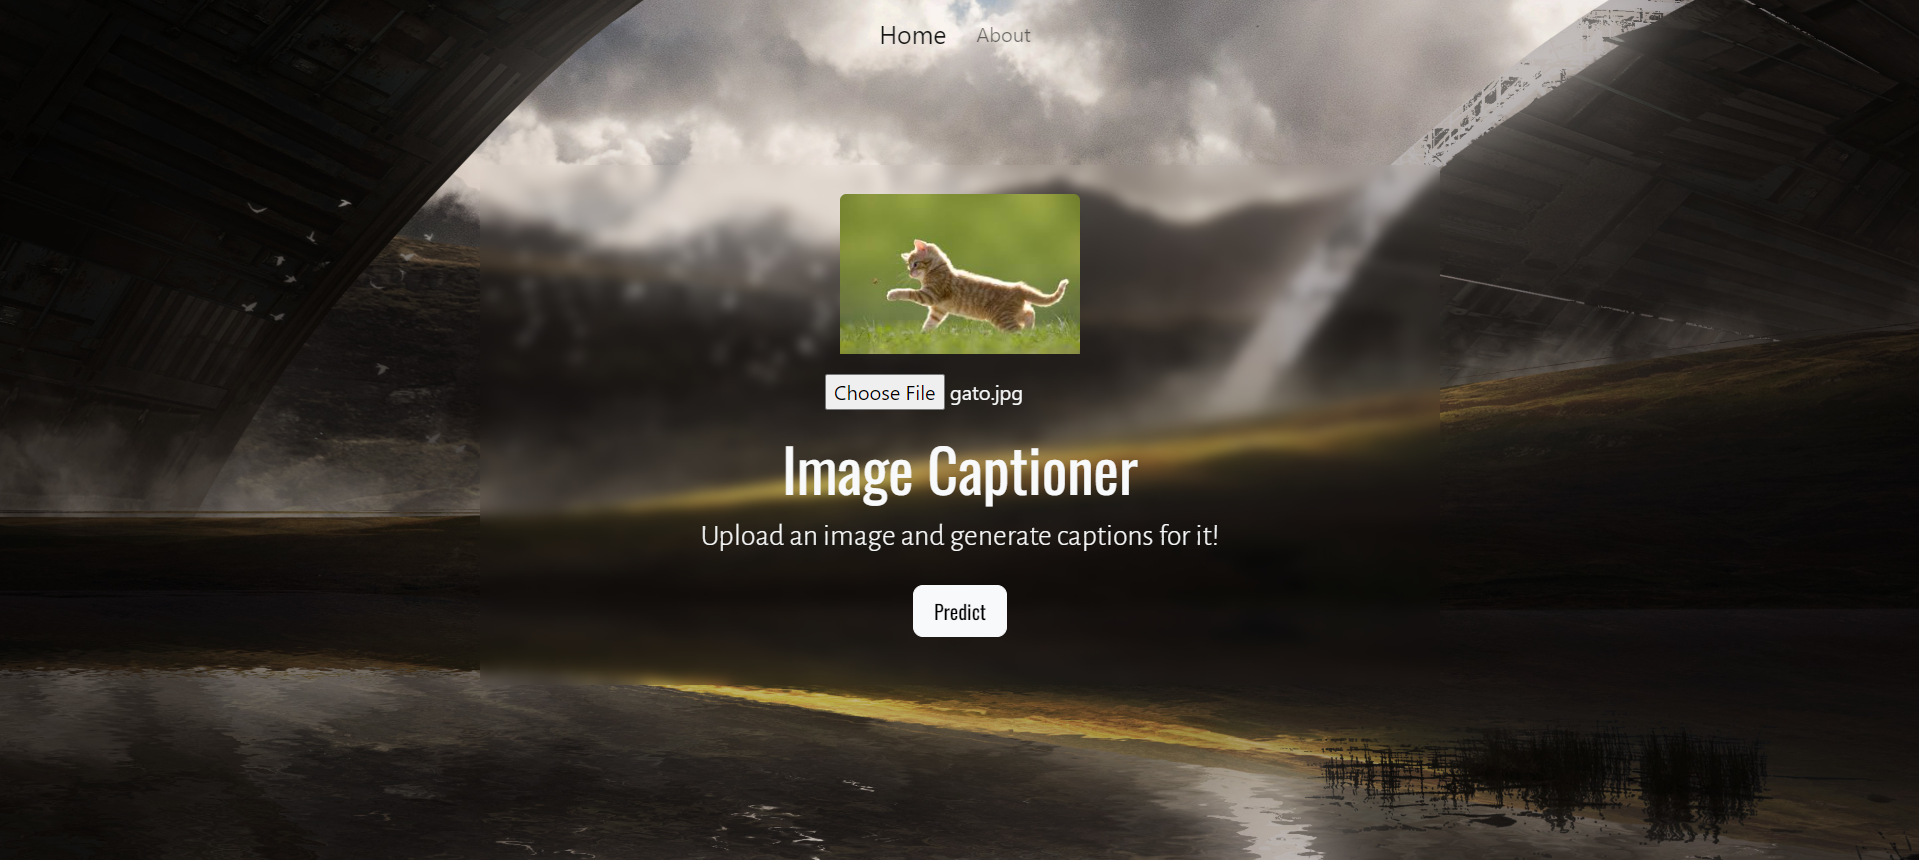 Home About
Choose File gato.jpg
Image Captioner
Upload an image and generate captions for it!
Predict